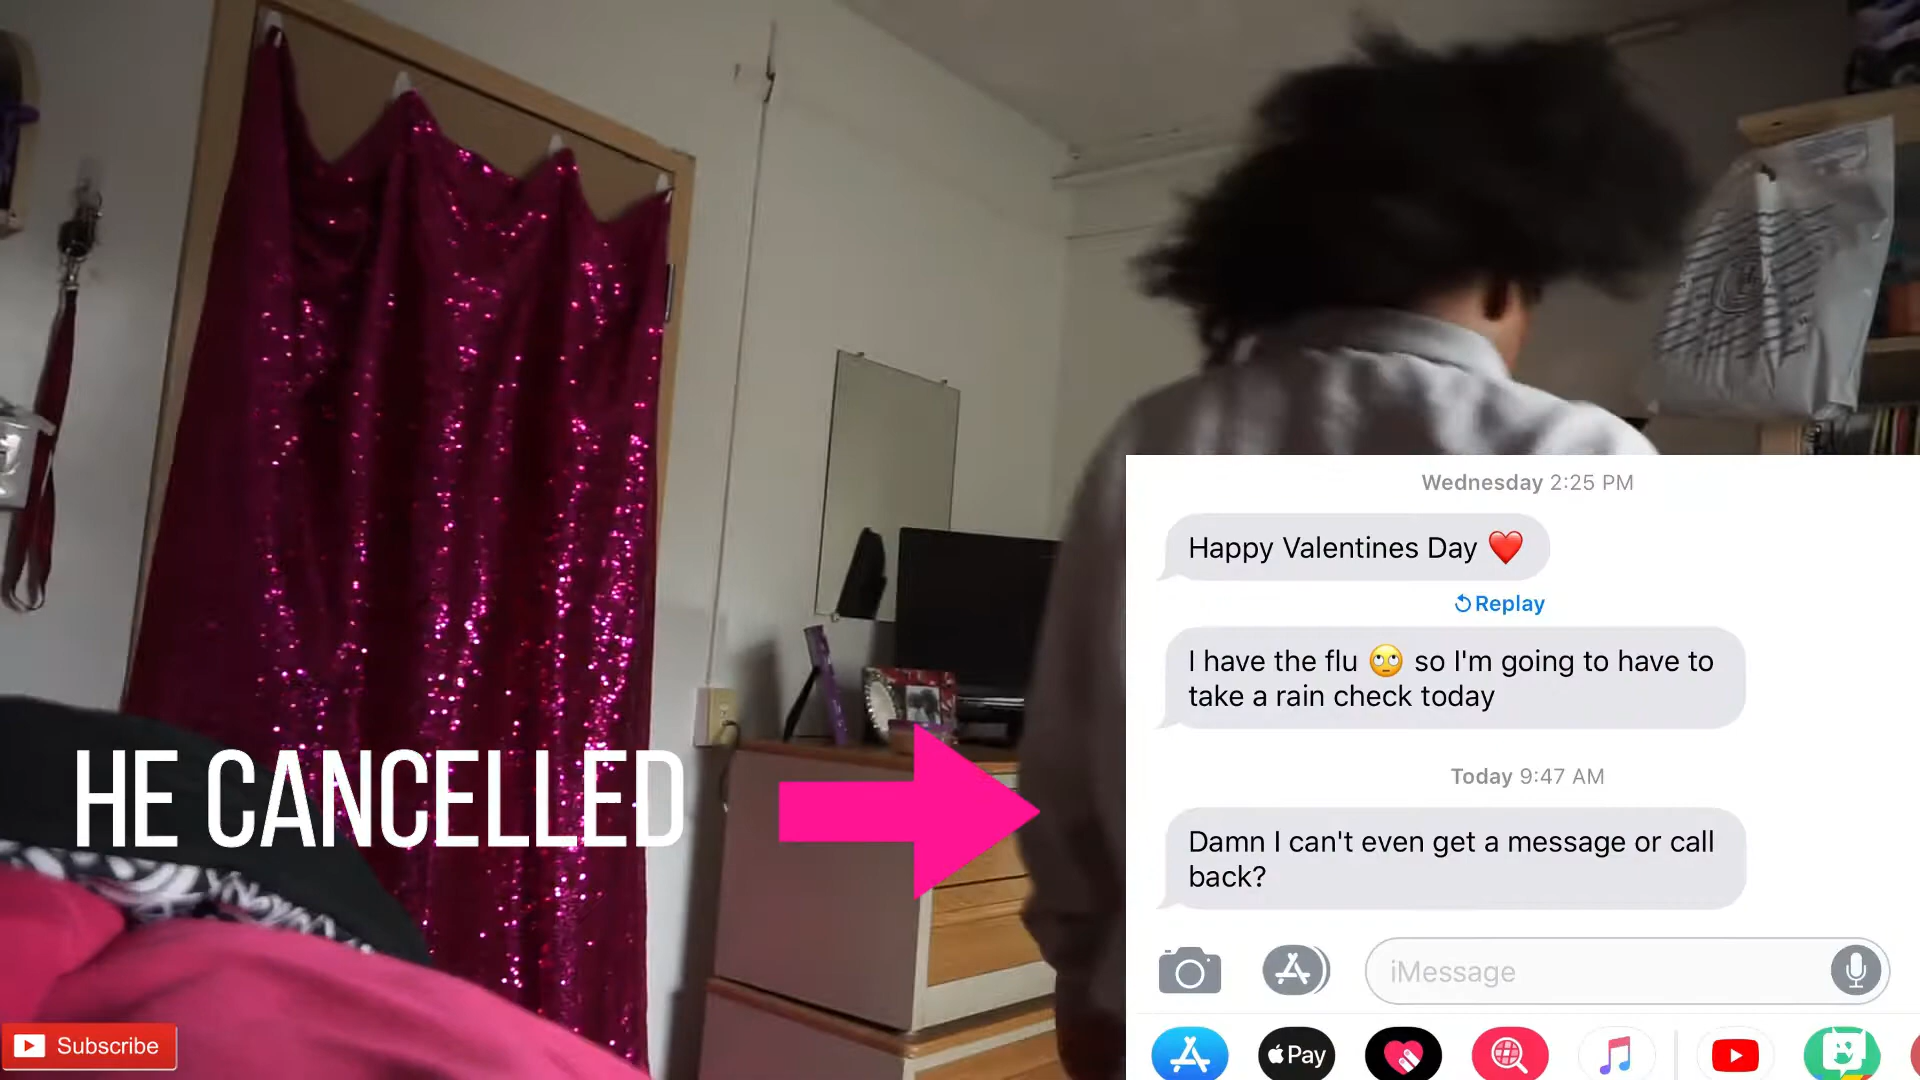 Wednesday 2:25 PM
Happy Valentines Day ❤️
Replay
I have the flu 🙄 so I'm going to have to
take a rain check today
Today 9:47 AM
Damn I can't even get a message or call
back?
HE CANCELLED
iMessage
Subscribe
Pay